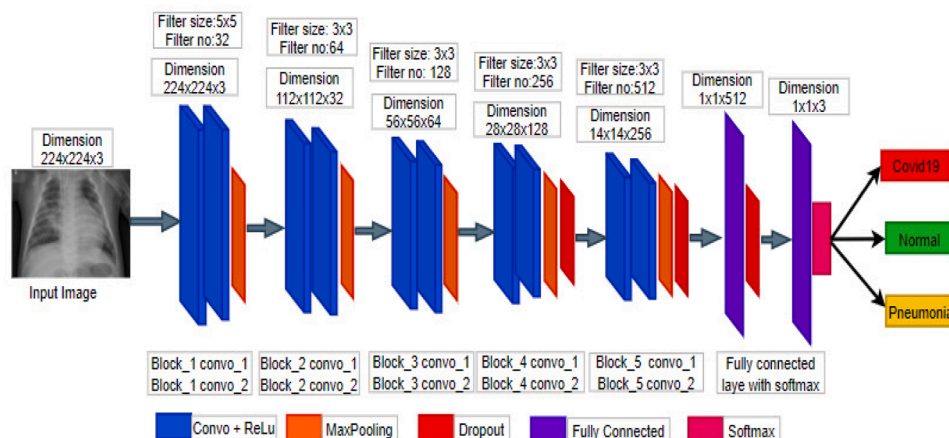 Filter size:5x5
Filter no:32
Dimension
224x224x3
Filter size: 3x3
Filter no:64
Dimension
112x112x32
Filter size: 3x3
Filter no: 128
Dimension
56x56x64
Filter size:3x3
Filter no:256
Dimension
28x28x128
Filter size:3x3
Filter no:512
Dimension
14x14x256
Dimension
1x1x512
Dimension
1x1x3
Dimension
224x224x3
Input Image
Covid19
Normal
Pneumonia
Block_1 convo_1
Block_1 convo_2
Block_2 convo_1
Block_2 convo_2
Block_3 convo_1
Block_3 convo_2
Block_4 convo_1
Block_4 convo_2
Block_5 convo_1
Block_5 convo_2
Fully connected
laye with softmax
Convo + ReLu
MaxPooling
Dropout
Fully Connected
Softmax